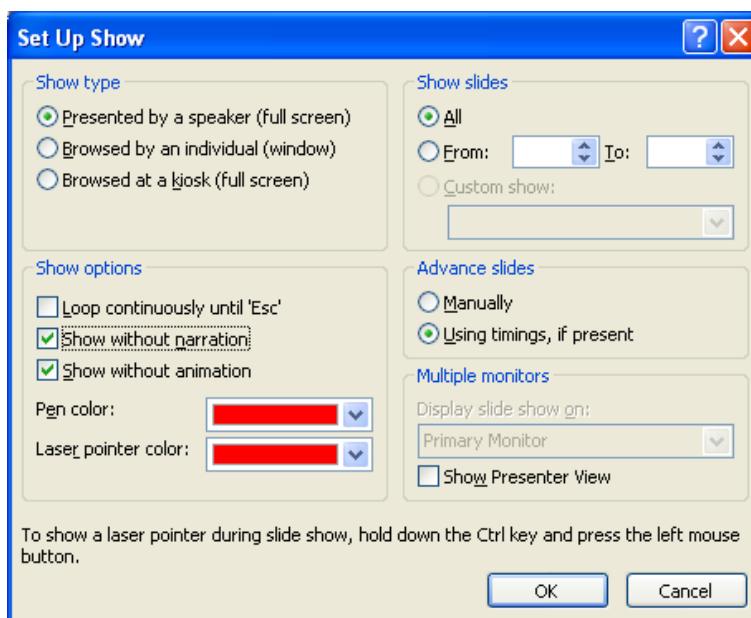 Set Up Show
Show type
Presented by a speaker (full screen)
Browsed by an individual (window)
Browsed at a kiosk (full screen)
Show slides
All
From: To:
Custom show:
Show options
Loop continuously until 'Esc'
Show without narration
Show without animation
Pen color:
Laser pointer color:
Advance slides
Manually
Using timings, if present
Multiple monitors
Display slide show on:
Primary Monitor
Show Presenter View
To show a laser pointer during slide show, hold down the Ctrl key and press the left mouse
button.
OK Cancel